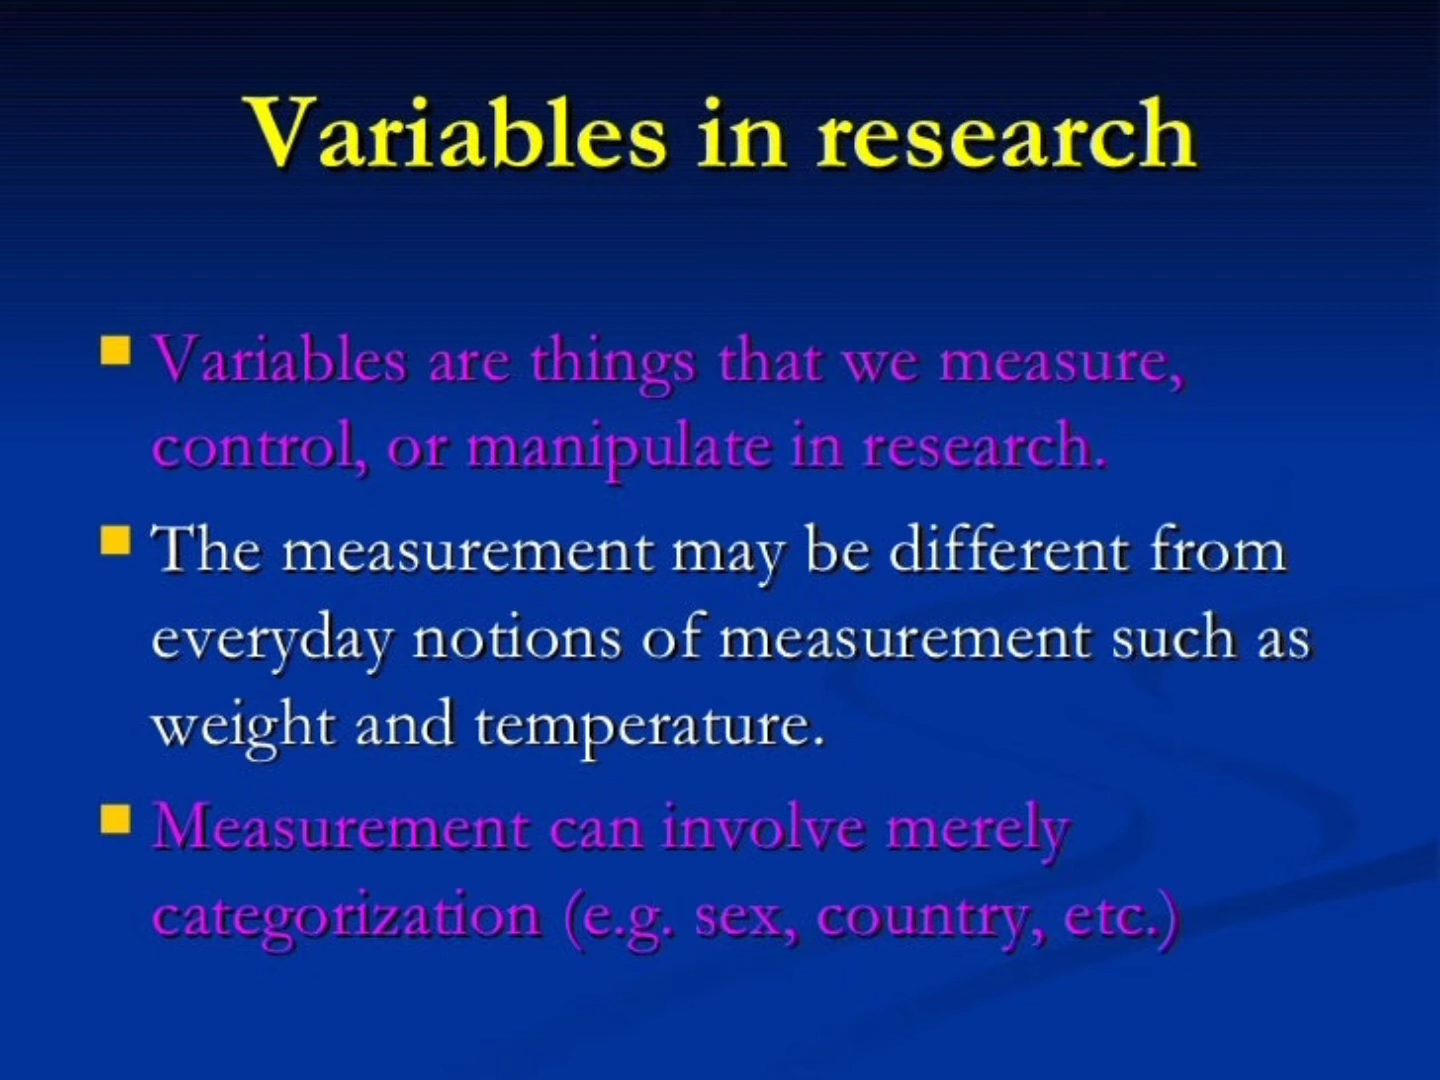 Variables in research
Variables are things that we measure,
control, or manipulate in research.
The measurement may be different from
everyday notions of measurement such as
weight and temperature.
Measurement can involve merely
categorization (e.g. sex, country, etc.)